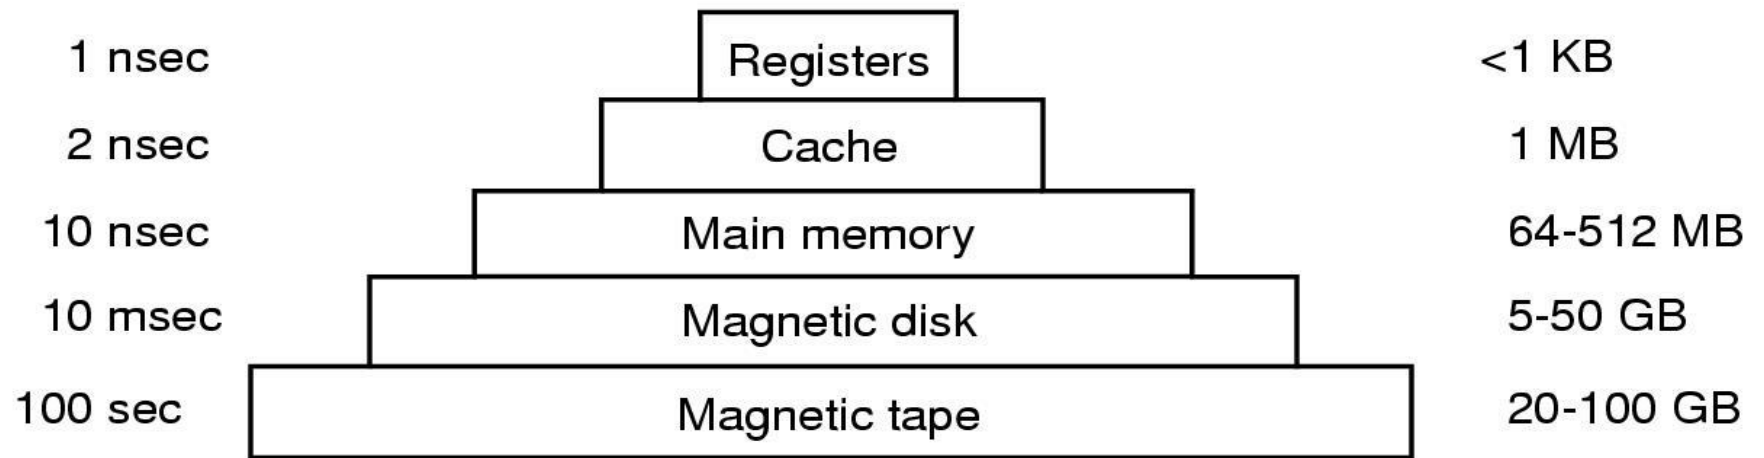 1 nsec Registers <1 KB
2 nsec Cache 1 MB
10 nsec Main memory 64-512 MB
10 msec Magnetic disk 5-50 GB
100 sec Magnetic tape 20-100 GB